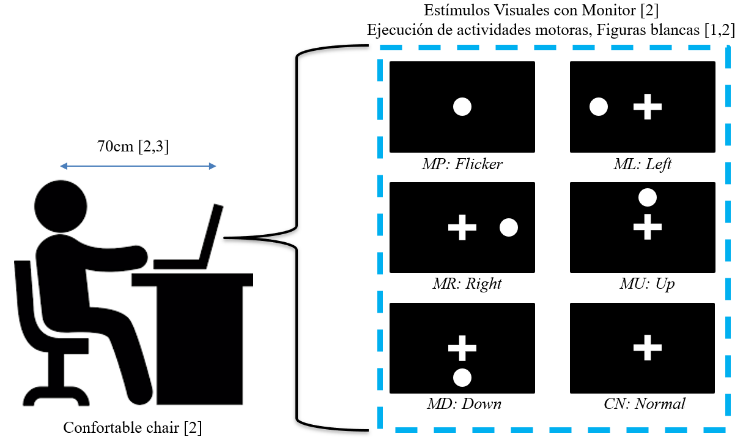 Estímulos Visuales con Monitor [2]
Ejecución de actividades motoras, Figuras blancas [1,2]
70cm [2,3]
MP: Flicker
ML: Left
MR: Right
MU: Up
MD: Down
CN: Normal
Confortable chair [2]